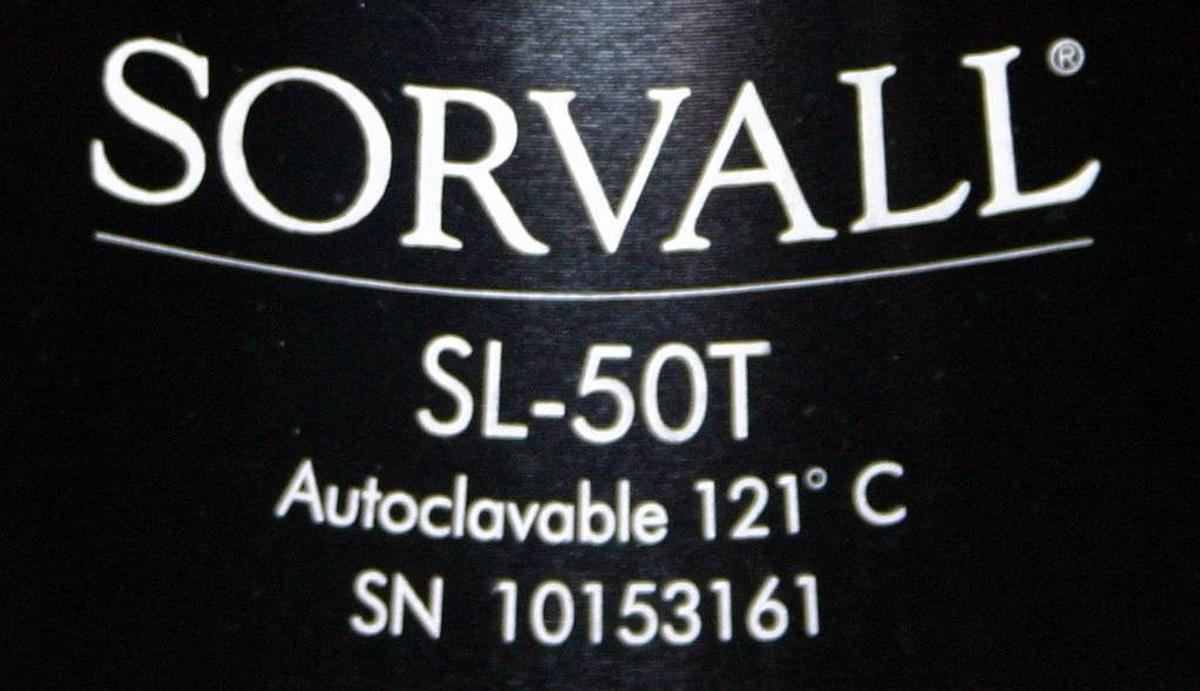 SORVALL®
SL-50T
Autoclavable 121° C
SN 10153161